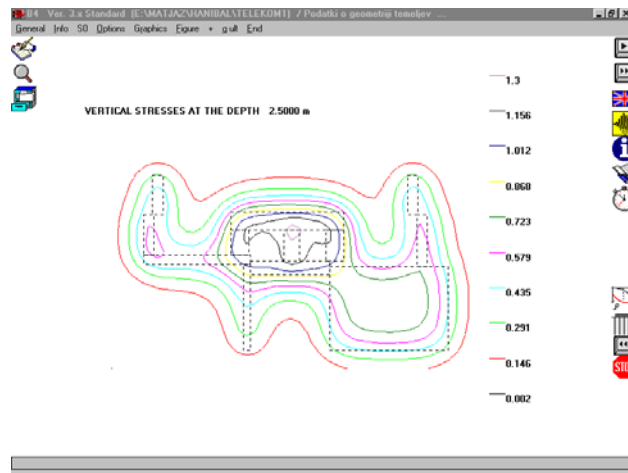 B4 Ver. 3.x Standard (E:\MATJAZ\HANIBAL\TELEKOM1) / Podatki o geometriji temeljev ...
General Info S0 Options Graphics Figure + q ult End
VERTICAL STRESSES AT THE DEPTH 2.5000 m
1.3
1.156
1.012
0.868
0.723
0.579
0.435
0.291
0.146
0.002
STO